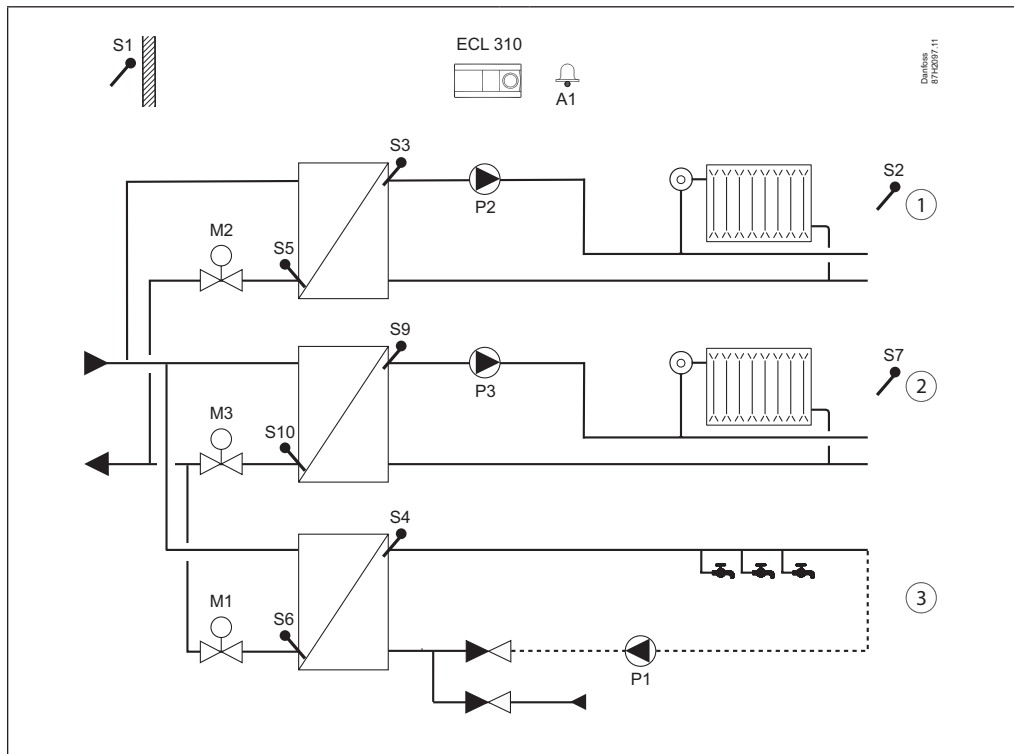 S1
ECL 310
A1
Danfoss
87H2097.11
S3
P2
S2
1
M2
S5
S9
P3
S7
2
M3
S10
S4
M1
S6
3
P1